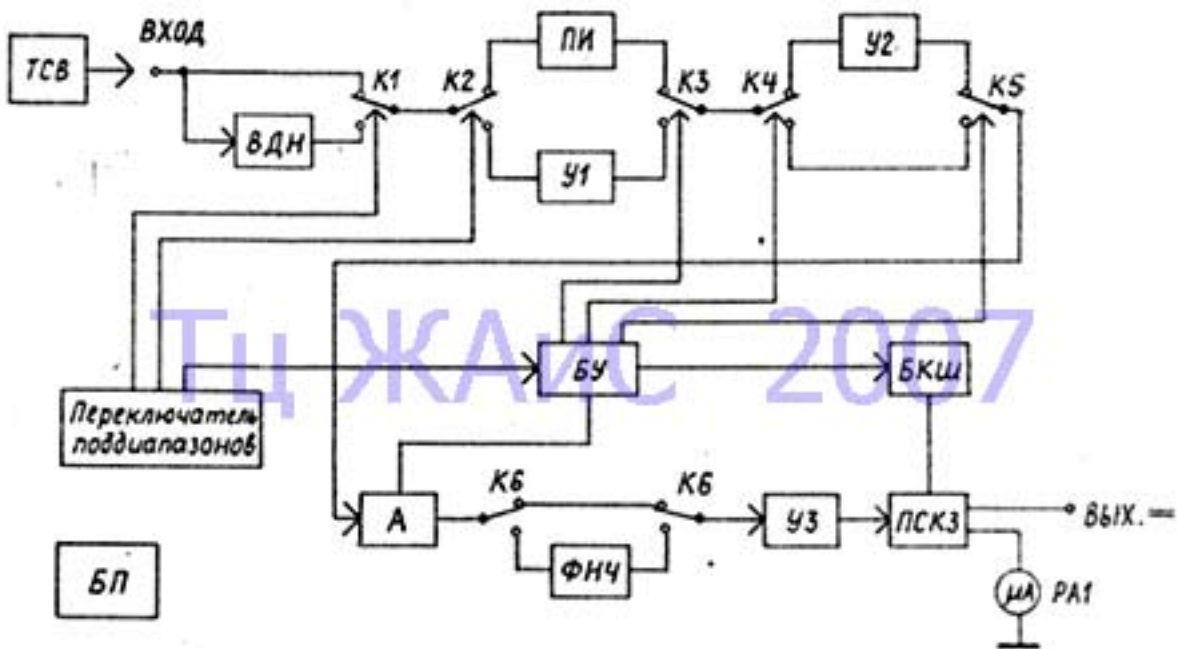 ТСВ
ВХОД
ВДН
К1
К2
ПИ
У1
К3
К4
У2
К5
Тц ЖАиС 2007
БУ
БКШ
Переключатель
поддиапазонов
А
К6
К6
ФНЧ
У3
ПСКЗ
ВЫХ. =
БП
μА
РА1